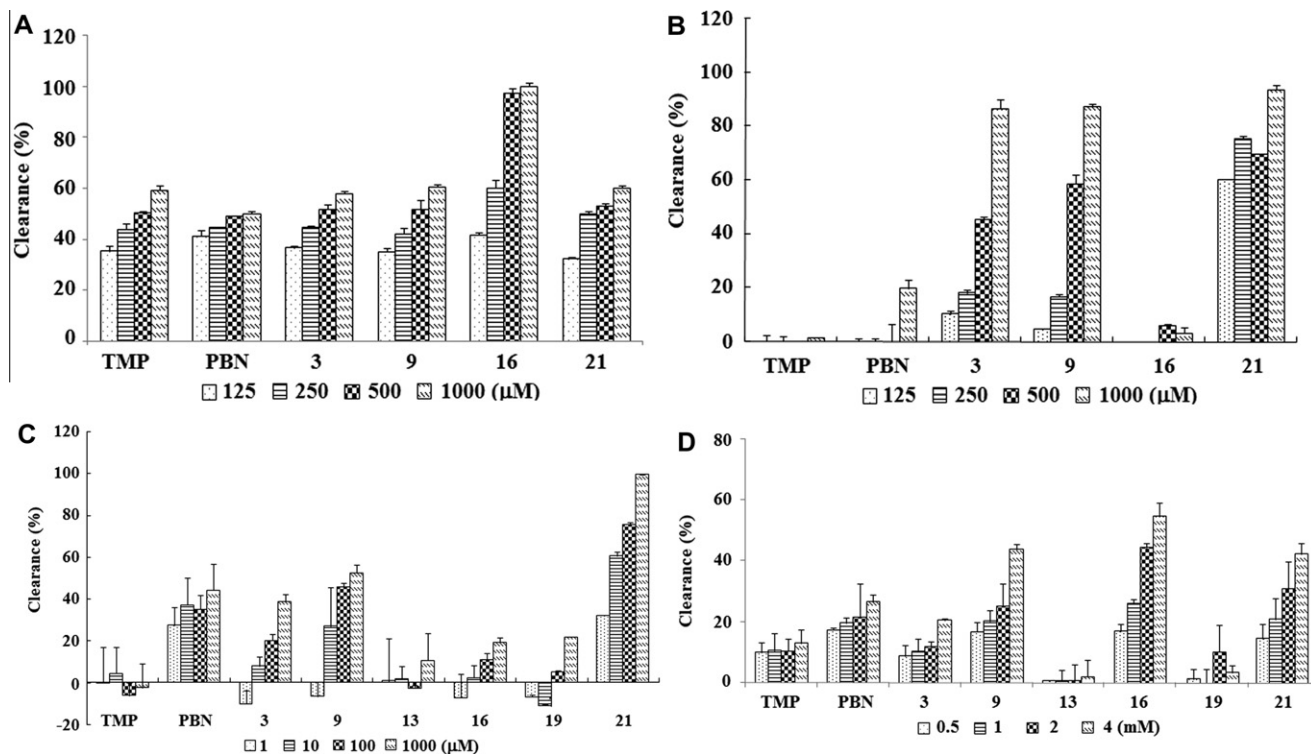 A
Clearance (%)
120
100
80
60
40
20
0
TMP PBN 3 9 16 21
125 250 500 1000 (μM)
B
Clearance (%)
120
100
80
60
40
20
0
TMP PBN 3 9 16 21
125 250 500 1000 (μM)
C
Clearance (%)
120
100
80
60
40
20
0
-20
TMP PBN 3 9 13 16 19 21
1 10 100 1000 (μM)
D
Clearance (%)
80
60
40
20
0
TMP PBN 3 9 13 16 19 21
0.5 1 2 4 (mM)